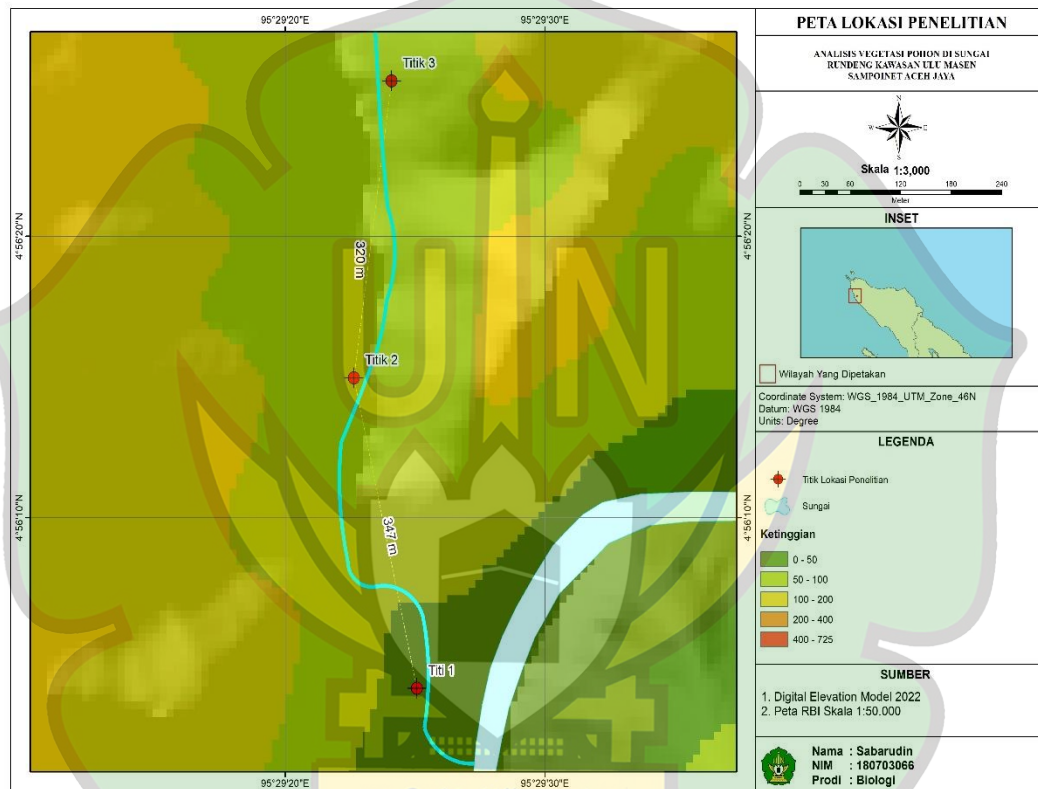 95°29'20"E
95°29'30"E
4°56'20"N
4°56'10"N
Titik 3
320 m
Titik 2
347 m
Titi 1
4°56'20"N
4°56'10"N
95°29'20"E
95°29'30"E
UIN
PETA LOKASI PENELITIAN
ANALISIS VEGETASI POHON DI SUNGAI
RUNDENG KAWASAN ULU MASEN
SAMPOINET ACEH JAYA
N
W E
S
Skala 1:3,000
0 30 60 120 180 240
Meter
INSET
Wilayah Yang Dipetakan
Coordinate System: WGS_1984_UTM_Zone_46N
Datum: WGS 1984
Units: Degree
LEGENDA
Titik Lokasi Penelitian
Sungai
Ketinggian
0 - 50
50 - 100
100 - 200
200 - 400
400 - 725
SUMBER
1. Digital Elevation Model 2022
2. Peta RBI Skala 1:50.000
Nama : Sabarudin
NIM : 180703066
Prodi : Biologi